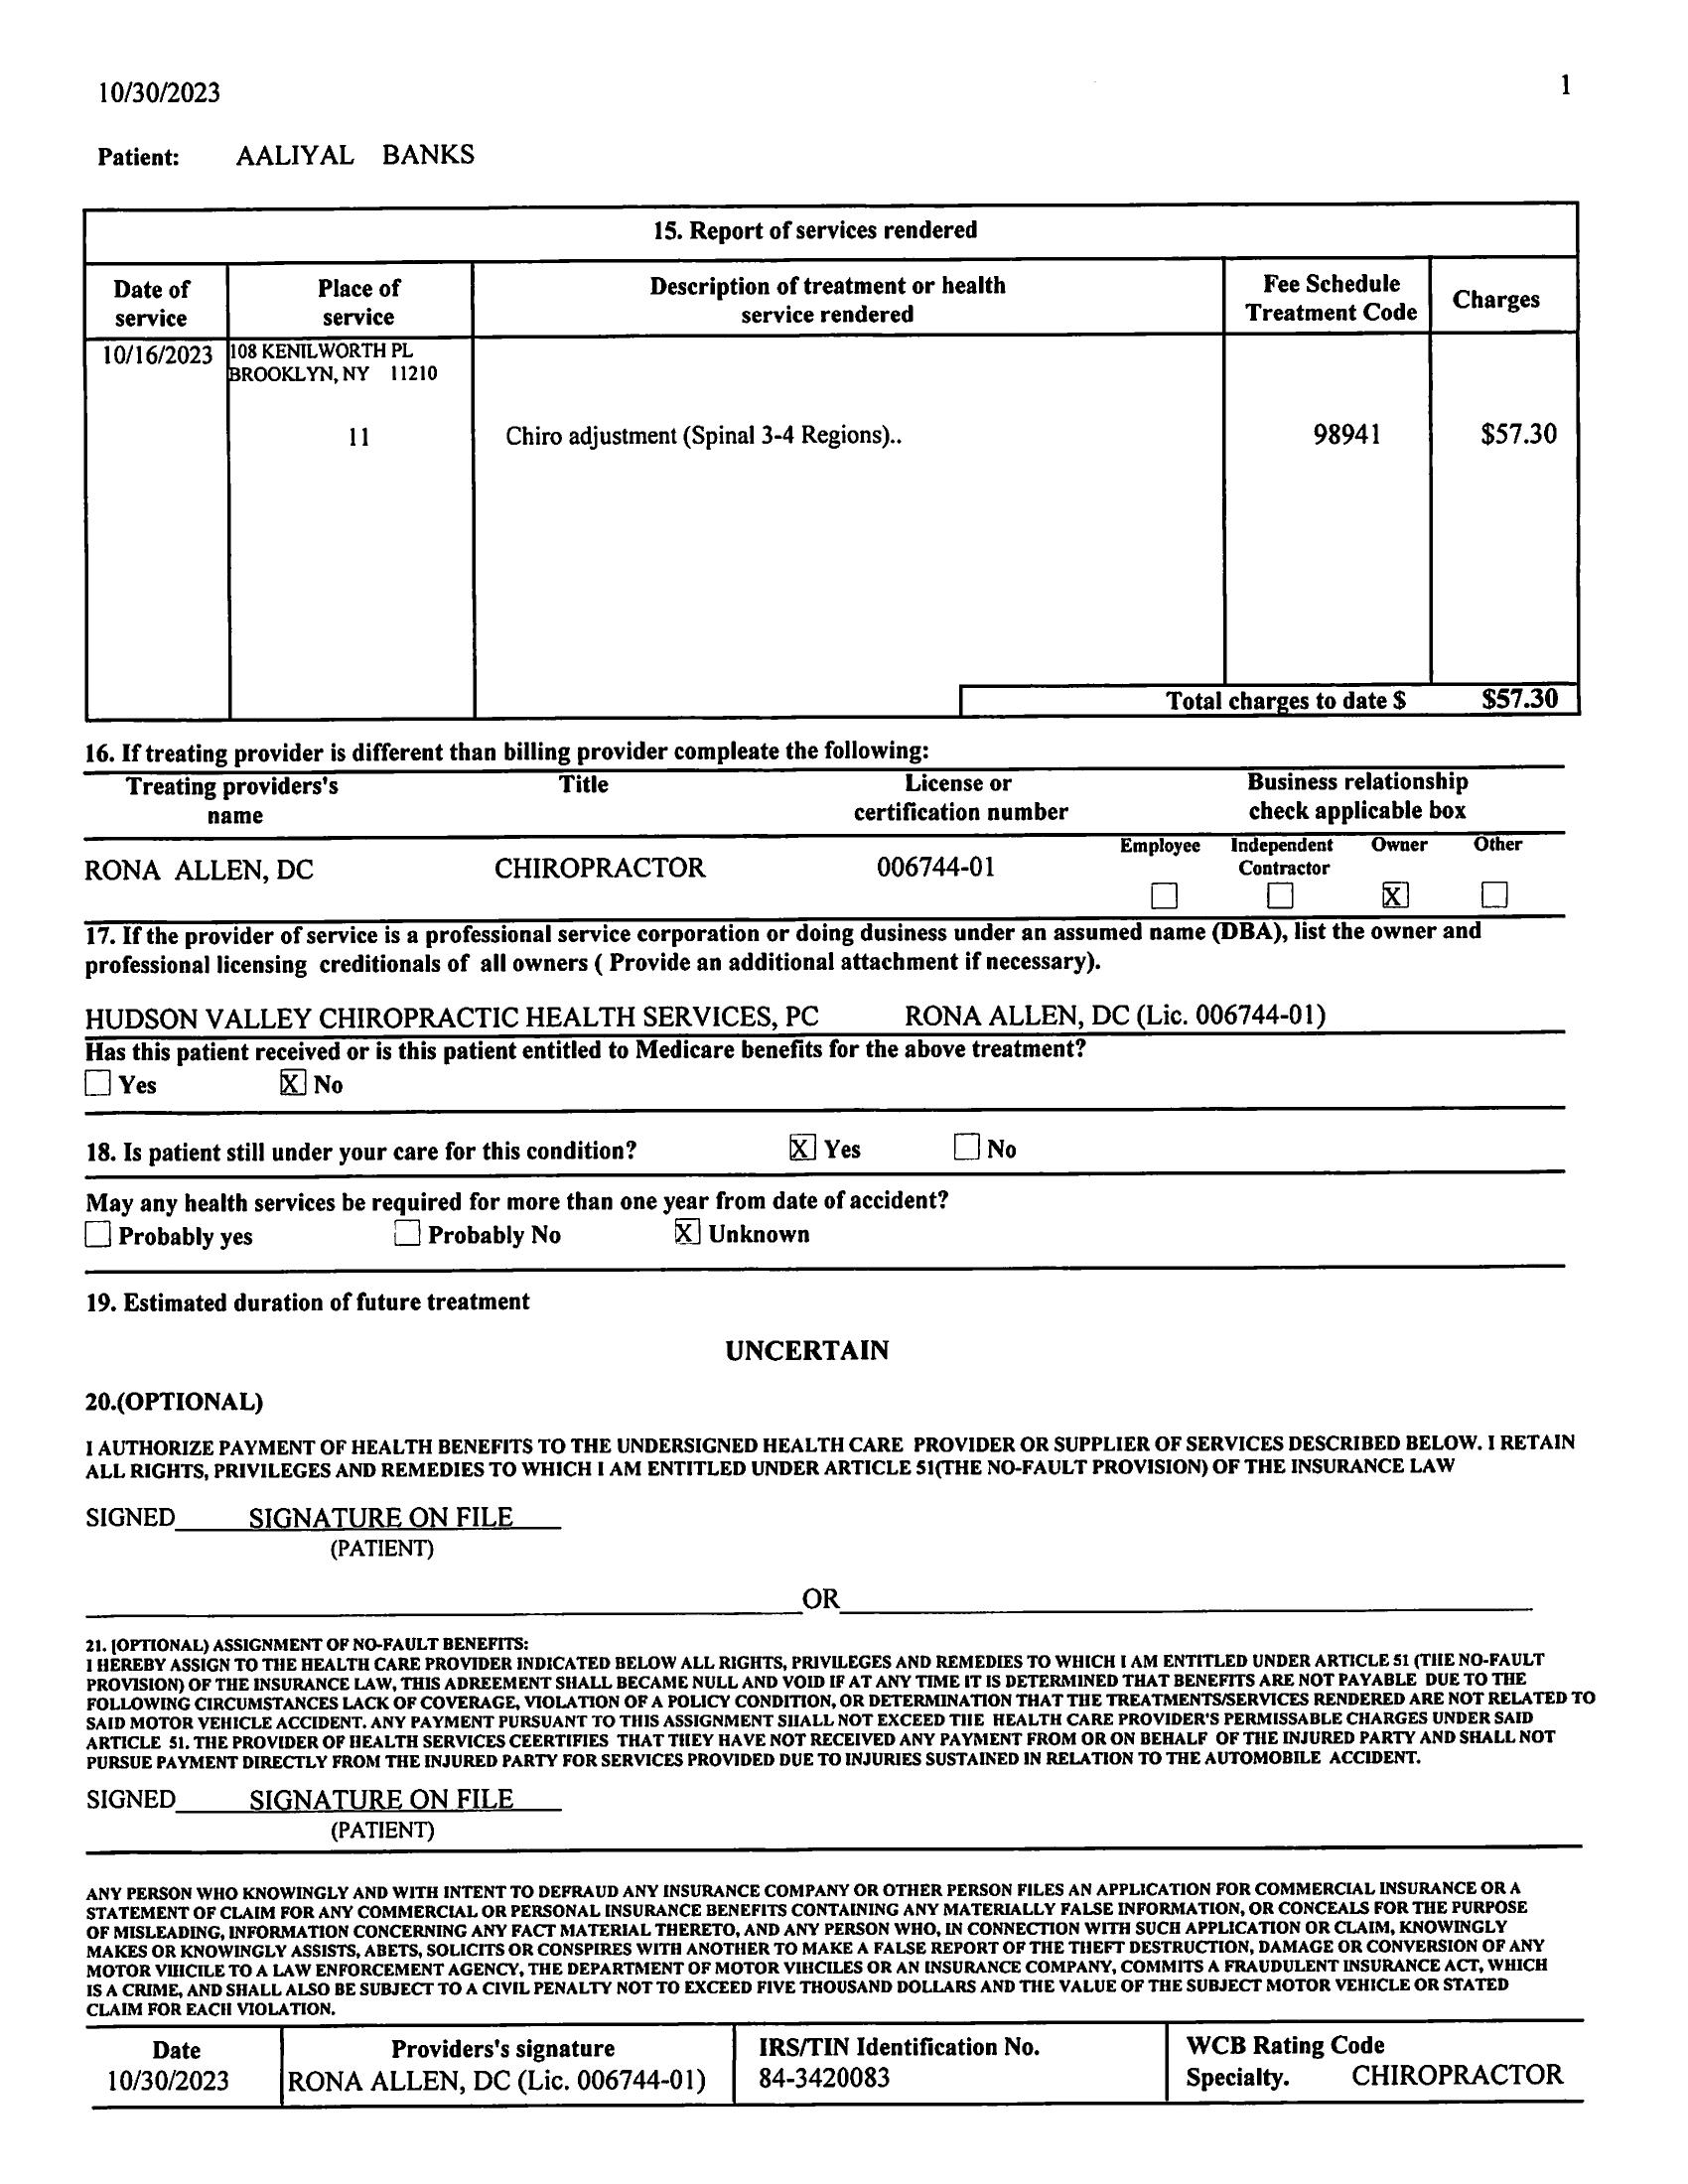 10/30/2023
1
Patient: AALIYAL BANKS
15. Report of services rendered
Date of service
Place of service
Description of treatment or health service rendered
Fee Schedule Treatment Code
Charges
10/16/2023
108 KENILWORTH PL
BROOKLYN, NY 11210
11 Chiro adjustment (Spinal 3-4 Regions).. 98941 $57.30
Total charges to date $ $57.30
16. If treating provider is different than billing provider compleate the following:
Treating providers's name
Title
License or certification number
Business relationship check applicable box
Employee Independent Contractor Owner Other
RONA ALLEN, DC CHIROPRACTOR 006744-01
X
17. If the provider of service is a professional service corporation or doing dusiness under an assumed name (DBA), list the owner and
professional licensing creditionals of all owners ( Provide an additional attachment if necessary).
HUDSON VALLEY CHIROPRACTIC HEALTH SERVICES, PC RONA ALLEN, DC (Lic. 006744-01)
Has this patient received or is this patient entitled to Medicare benefits for the above treatment?
Yes X No
18. Is patient still under your care for this condition? X Yes No
May any health services be required for more than one year from date of accident?
Probably yes Probably No X Unknown
19. Estimated duration of future treatment
UNCERTAIN
20.(OPTIONAL)
I AUTHORIZE PAYMENT OF HEALTH BENEFITS TO THE UNDERSIGNED HEALTH CARE PROVIDER OR SUPPLIER OF SERVICES DESCRIBED BELOW. I RETAIN
ALL RIGHTS, PRIVILEGES AND REMEDIES TO WHICH I AM ENTITLED UNDER ARTICLE 51(THE NO-FAULT PROVISION) OF THE INSURANCE LAW
SIGNED SIGNATURE ON FILE
(PATIENT)
OR
21. [OPTIONAL) ASSIGNMENT OF NO-FAULT BENEFITS:
I HEREBY ASSIGN TO THE HEALTH CARE PROVIDER INDICATED BELOW ALL RIGHTS, PRIVILEGES AND REMEDIES TO WHICH I AM ENTITLED UNDER ARTICLE 51 (THE NO-FAULT
PROVISION) OF THE INSURANCE LAW, THIS ADREEMENT SHALL BECAME NULL AND VOID IF AT ANY TIME IT IS DETERMINED THAT BENEFITS ARE NOT PAYABLE DUE TO THE
FOLLOWING CIRCUMSTANCES LACK OF COVERAGE, VIOLATION OF A POLICY CONDITION, OR DETERMINATION THAT THE TREATMENTS/SERVICES RENDERED ARE NOT RELATED TO
SAID MOTOR VEHICLE ACCIDENT. ANY PAYMENT PURSUANT TO THIS ASSIGNMENT SHALL NOT EXCEED THE HEALTH CARE PROVIDER'S PERMISSABLE CHARGES UNDER SAID
ARTICLE 51. THE PROVIDER OF HEALTH SERVICES CEERTIFIES THAT THEY HAVE NOT RECEIVED ANY PAYMENT FROM OR ON BEHALF OF THE INJURED PARTY AND SHALL NOT
PURSUE PAYMENT DIRECTLY FROM THE INJURED PARTY FOR SERVICES PROVIDED DUE TO INJURIES SUSTAINED IN RELATION TO THE AUTOMOBILE ACCIDENT.
SIGNED SIGNATURE ON FILE
(PATIENT)
ANY PERSON WHO KNOWINGLY AND WITH INTENT TO DEFRAUD ANY INSURANCE COMPANY OR OTHER PERSON FILES AN APPLICATION FOR COMMERCIAL INSURANCE OR A
STATEMENT OF CLAIM FOR ANY COMMERCIAL OR PERSONAL INSURANCE BENEFITS CONTAINING ANY MATERIALLY FALSE INFORMATION, OR CONCEALS FOR THE PURPOSE
OF MISLEADING, INFORMATION CONCERNING ANY FACT MATERIAL THERETO, AND ANY PERSON WHO, IN CONNECTION WITH SUCH APPLICATION OR CLAIM, KNOWINGLY
MAKES OR KNOWINGLY ASSISTS, ABETS, SOLICITS OR CONSPIRES WITH ANOTHER TO MAKE A FALSE REPORT OF THE THEFT DESTRUCTION, DAMAGE OR CONVERSION OF ANY
MOTOR VIHCILE TO A LAW ENFORCEMENT AGENCY, THE DEPARTMENT OF MOTOR VIHCILES OR AN INSURANCE COMPANY, COMMITS A FRAUDULENT INSURANCE ACT, WHICH
IS A CRIME, AND SHALL ALSO BE SUBJECT TO A CIVIL PENALTY NOT TO EXCEED FIVE THOUSAND DOLLARS AND THE VALUE OF THE SUBJECT MOTOR VEHICLE OR STATED
CLAIM FOR EACH VIOLATION.
Date Providers's signature IRS/TIN Identification No. WCB Rating Code
10/30/2023 RONA ALLEN, DC (Lic. 006744-01) 84-3420083 Specialty. CHIROPRACTOR